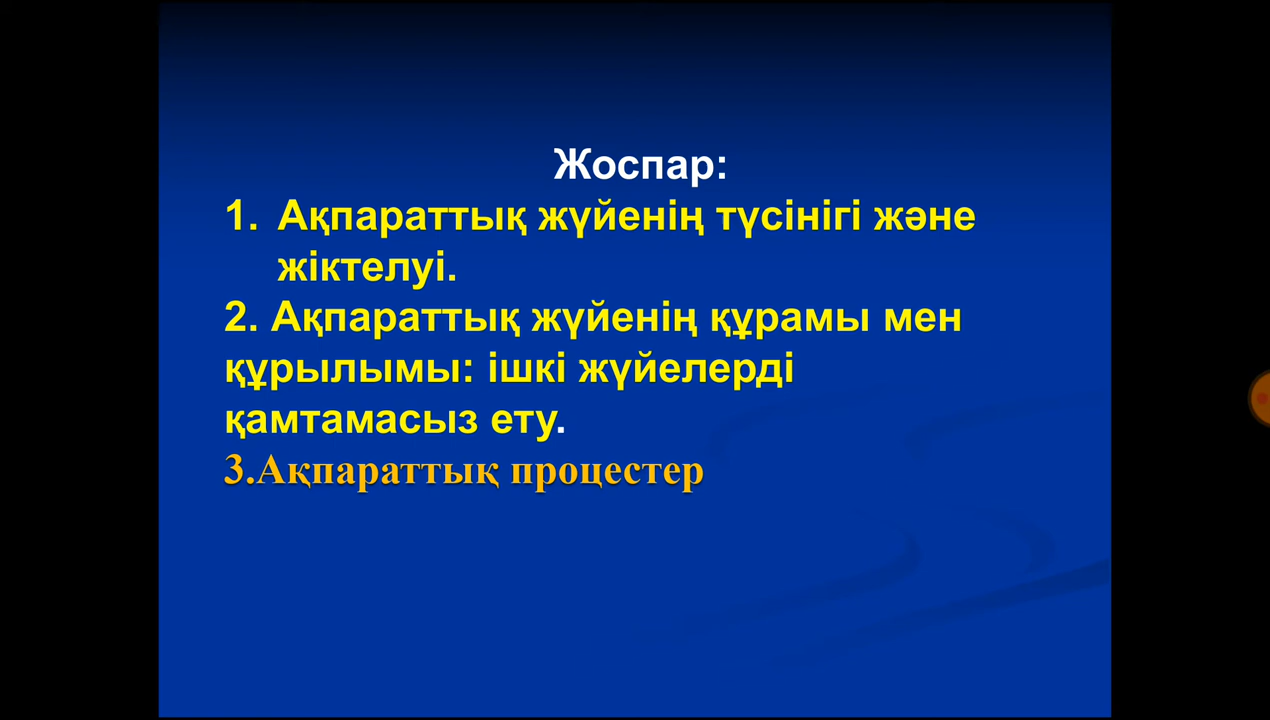 Жоспар:
1. Ақпараттық жүйенің түсінігі және
жіктелуі.
2. Ақпараттық жүйенің құрамы мен
құрылымы: ішкі жүйелерді
қамтамасыз ету.
3.Ақпараттық процестер